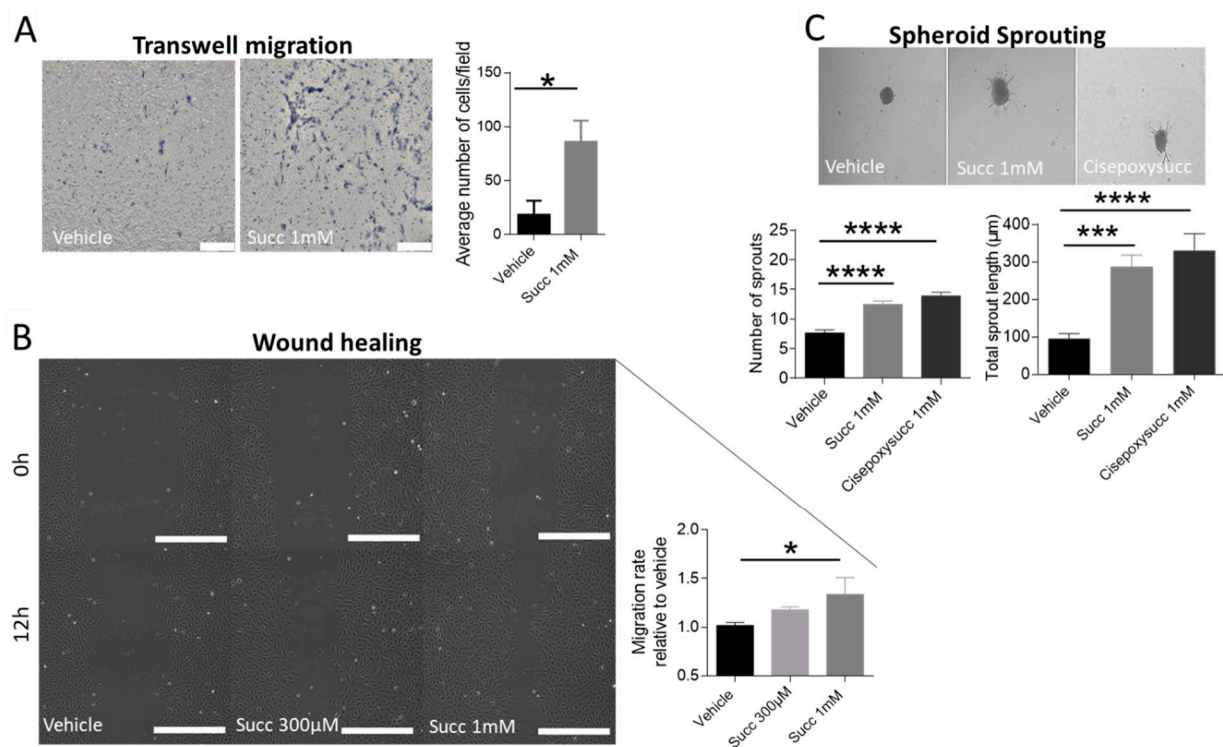 A
Transwell migration
Vehicle
Succ 1mM
Average number of cells/field
150
100
50
0
*
Vehicle
Succ 1mM
B
Wound healing
0h
12h
Vehicle
Succ 300µM
Succ 1mM
Migration rate
relative to vehicle
2.0
1.5
1.0
0.5
*
Vehicle
Succ 300µM
Succ 1mM
C
Spheroid Sprouting
Vehicle
Succ 1mM
Cisepoxysucc
Number of sprouts
25
20
15
10
5
0
****
****
Vehicle
Succ 1mM
Cisepoxysucc 1mM
Total sprout length (µm)
400
300
200
100
0
****
***
Vehicle
Succ 1mM
Cisepoxysucc 1mM